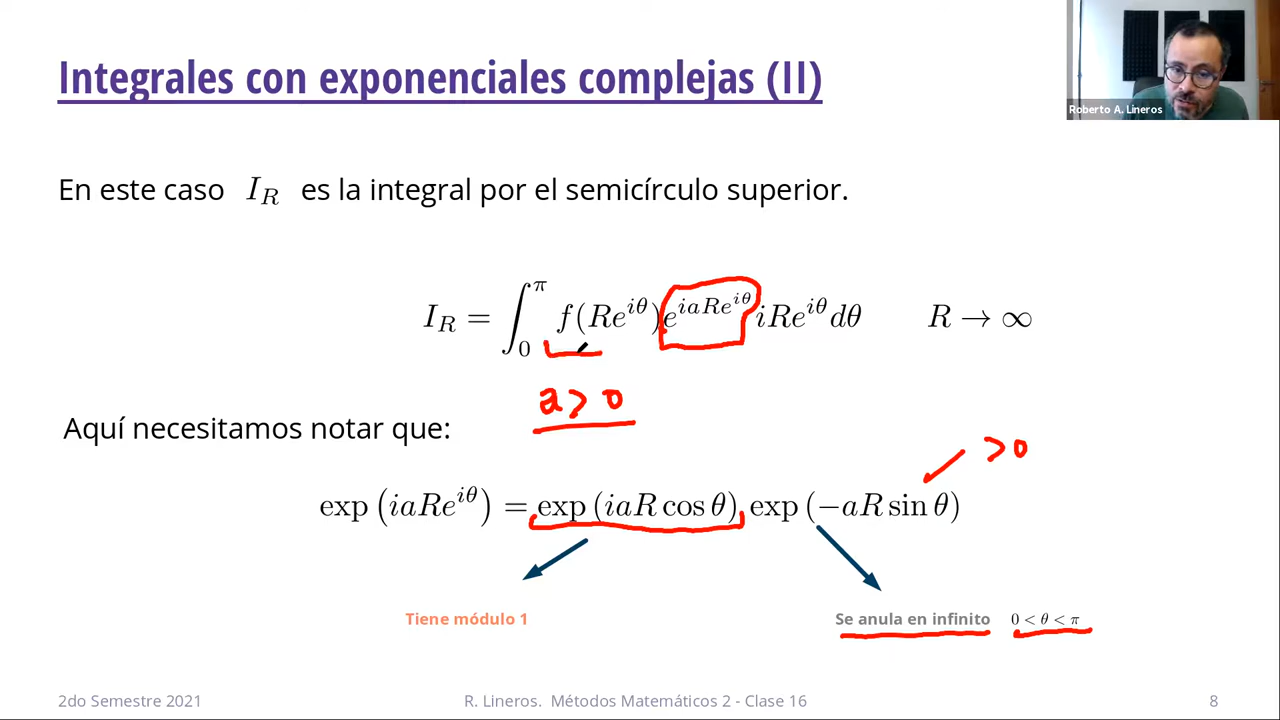 Integrales con exponenciales complejas (II)
Roberto A. Lineros
En este caso I_R es la integral por el semicírculo superior.
I_R = ∫_0^π f(Re^{iθ})e^{iaRe^{iθ}} iRe^{iθ}dθ R → ∞
a > 0
Aquí necesitamos notar que:
> 0
exp (iaRe^{iθ}) = exp (iaR cos θ) exp (−aR sin θ)
Tiene módulo 1
Se anula en infinito 0 < θ < π
2do Semestre 2021 R. Lineros. Métodos Matemáticos 2 - Clase 16 8